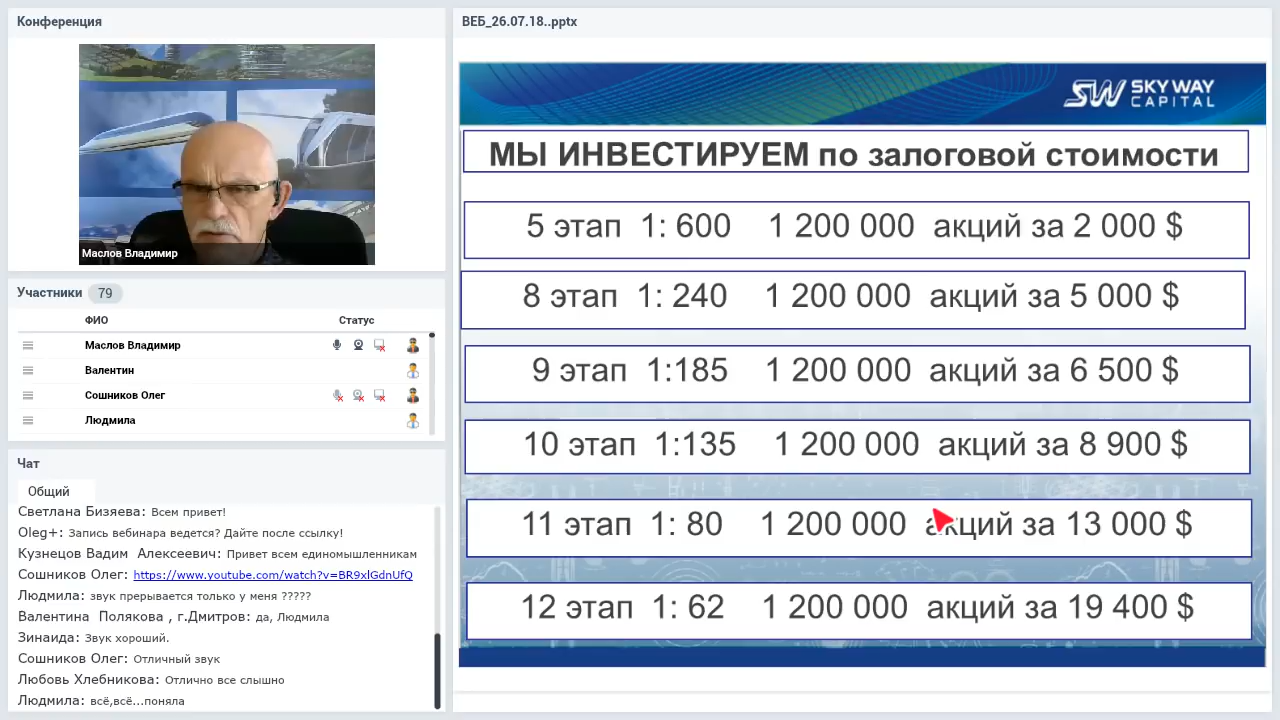 Конференция
Маслов Владимир
Участники 79
ФИО Статус
Маслов Владимир
Валентин
Сошников Олег
Людмила
Чат
Общий
Светлана Бизяева: Всем привет!
Oleg+: Запись вебинара ведется? Дайте после ссылку!
Кузнецов Вадим Алексеевич: Привет всем единомышленникам
Сошников Олег: https://www.youtube.com/watch?v=BR9xlGdnUfQ
Людмила: звук прерывается только у меня ?????
Валентина Полякова , г.Дмитров: да, Людмила
Зинаида: Звук хороший.
Сошников Олег: Отличный звук
Любовь Хлебникова: Отлично все слышно
Людмила: всё,всё...поняла
ВЕБ_26.07.18..pptx
SW SKY WAY
CAPITAL
МЫ ИНВЕСТИРУЕМ по залоговой стоимости
5 этап 1: 600 1 200 000 акций за 2 000 $
8 этап 1: 240 1 200 000 акций за 5 000 $
9 этап 1:185 1 200 000 акций за 6 500 $
10 этап 1:135 1 200 000 акций за 8 900 $
11 этап 1: 80 1 200 000 акций за 13 000 $
12 этап 1: 62 1 200 000 акций за 19 400 $